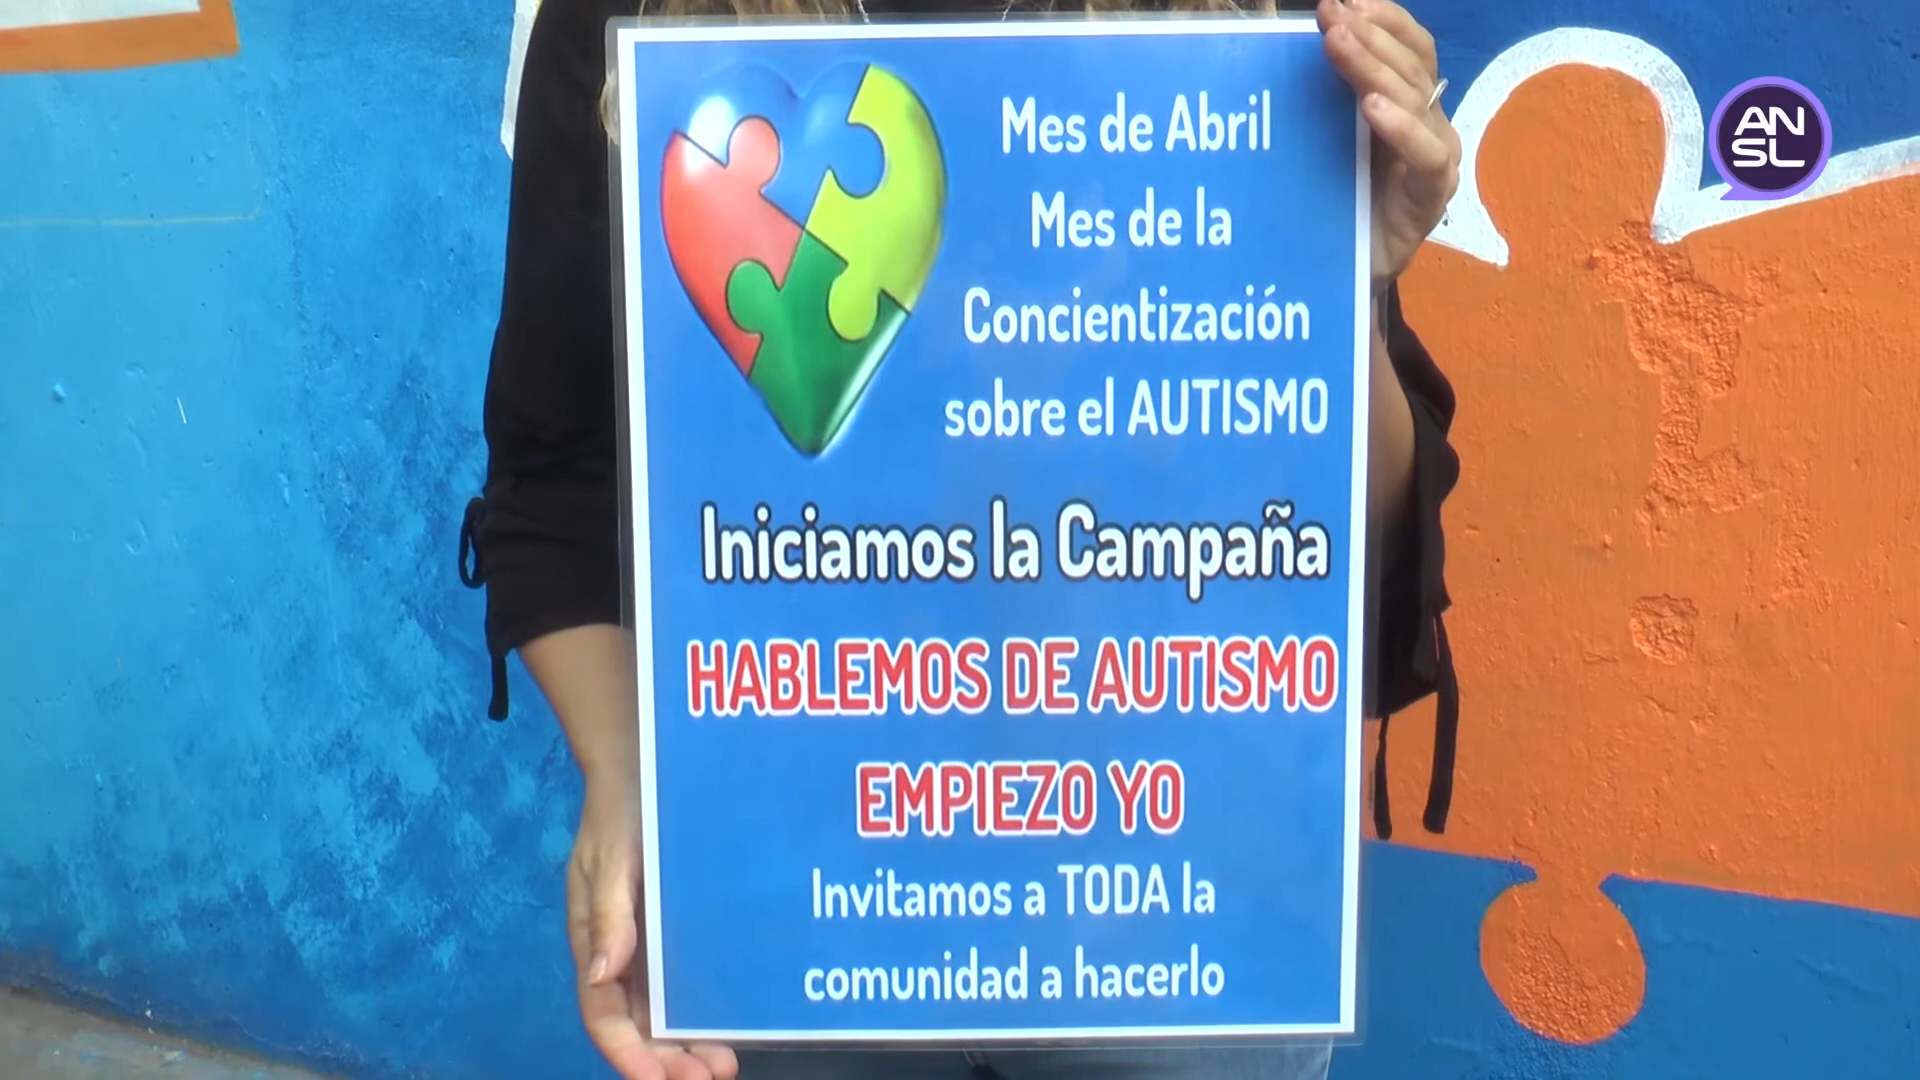 Mes de Abril
Mes de la
Concientización
sobre el AUTISMO
Iniciamos la Campaña
HABLEMOS DE AUTISMO
EMPIEZO YO
Invitamos a TODA la
comunidad a hacerlo
AN
SL